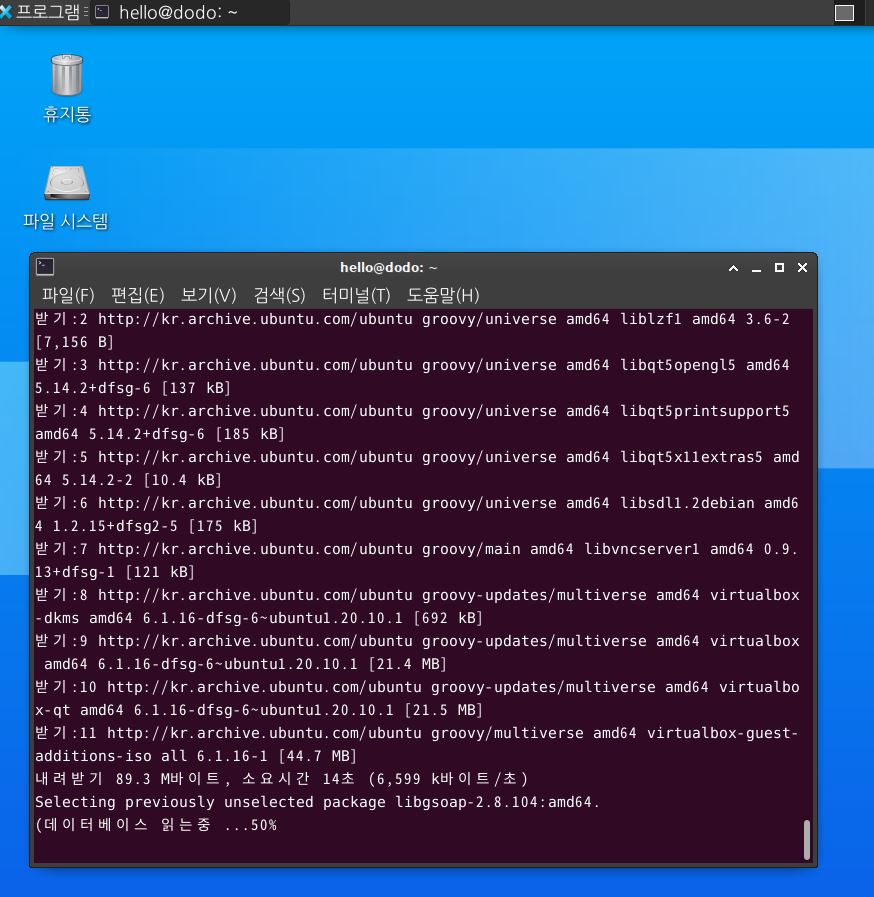 프로그램
hello@dodo: ~
휴지통
파일 시스템
hello@dodo: ~
파일(F) 편집(E) 보기(V) 검색(S) 터미널(T) 도움말(H)
받기:2 http://kr.archive.ubuntu.com/ubuntu groovy/universe amd64 liblzf1 amd64 3.6-2
[7,156 B]
받기:3 http://kr.archive.ubuntu.com/ubuntu groovy/universe amd64 libqt5opengl5 amd64
5.14.2+dfsg-6 [137 kB]
받기:4 http://kr.archive.ubuntu.com/ubuntu groovy/universe amd64 libqt5printsupport5
amd64 5.14.2+dfsg-6 [185 kB]
받기:5 http://kr.archive.ubuntu.com/ubuntu groovy/universe amd64 libqt5x11extras5 amd
64 5.14.2-2 [10.4 kB]
받기:6 http://kr.archive.ubuntu.com/ubuntu groovy/universe amd64 libsdl1.2debian amd6
4 1.2.15+dfsg2-5 [175 kB]
받기:7 http://kr.archive.ubuntu.com/ubuntu groovy/main amd64 libvncserver1 amd64 0.9.
13+dfsg-1 [121 kB]
받기:8 http://kr.archive.ubuntu.com/ubuntu groovy-updates/multiverse amd64 virtualbox
-dkms amd64 6.1.16-dfsg-6~ubuntu1.20.10.1 [692 kB]
받기:9 http://kr.archive.ubuntu.com/ubuntu groovy-updates/multiverse amd64 virtualbox
amd64 6.1.16-dfsg-6~ubuntu1.20.10.1 [21.4 MB]
받기:10 http://kr.archive.ubuntu.com/ubuntu groovy-updates/multiverse amd64 virtualbo
x-qt amd64 6.1.16-dfsg-6~ubuntu1.20.10.1 [21.5 MB]
받기:11 http://kr.archive.ubuntu.com/ubuntu groovy/multiverse amd64 virtualbox-guest-
additions-iso all 6.1.16-1 [44.7 MB]
내려받기 89.3 M바이트, 소요시간 14초 (6,599 k바이트/초)
Selecting previously unselected package libgsoap-2.8.104:amd64.
(데이터베이스 읽는중 ...50%